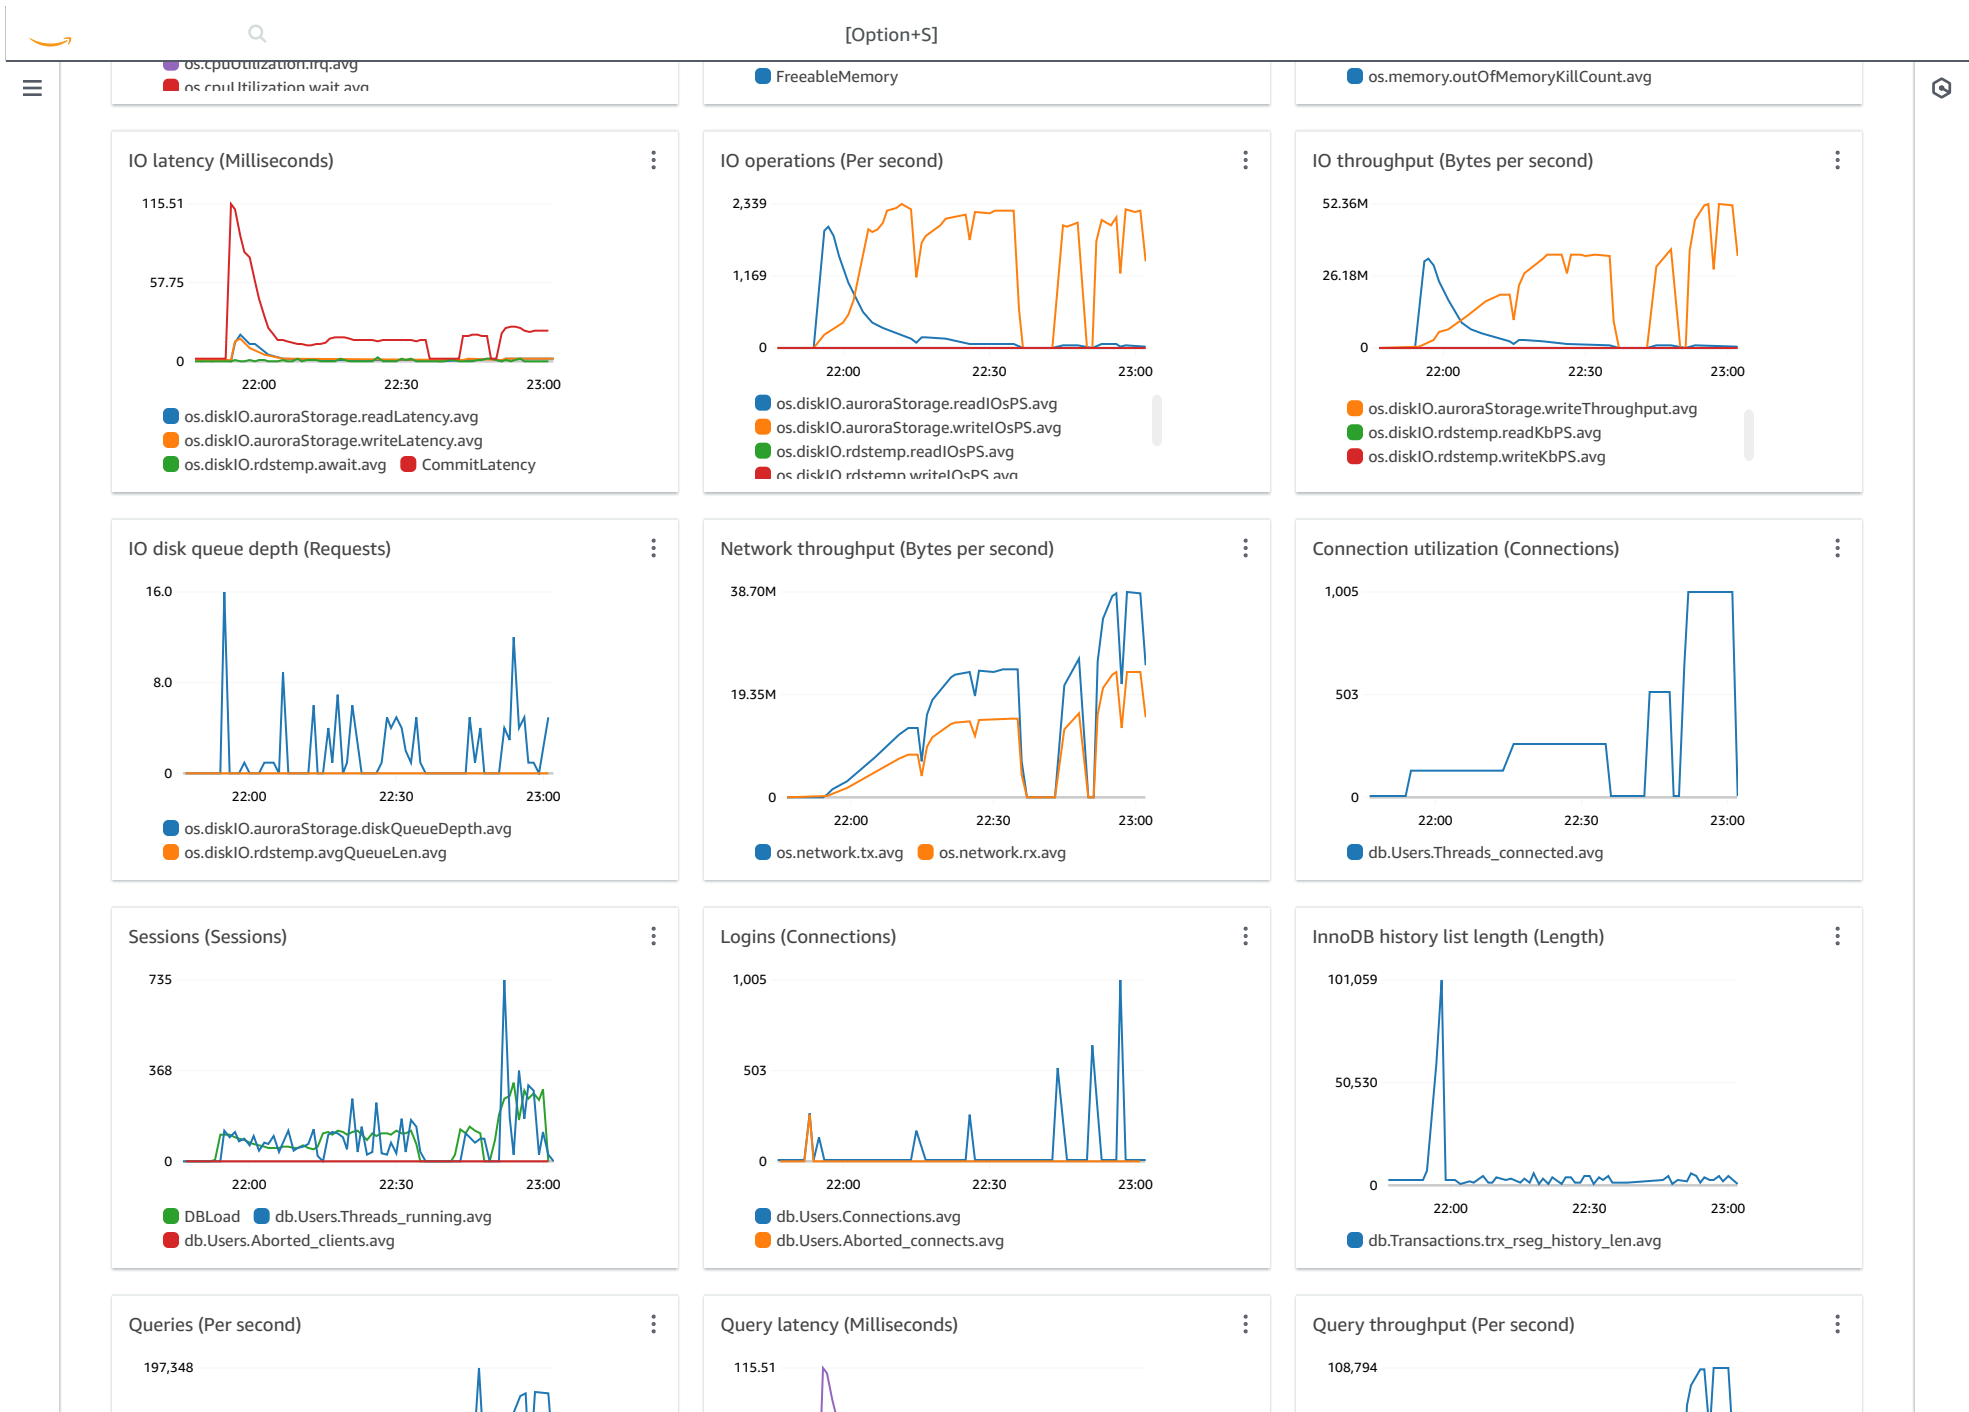 [Option+S]
os.cpuUtilization.irq.avg
os.cpuUtilization.wait.avg
FreeableMemory
os.memory.outOfMemoryKillCount.avg
IO latency (Milliseconds)
115.51
57.75
0
22:00 22:30 23:00
os.diskIO.auroraStorage.readLatency.avg
os.diskIO.auroraStorage.writeLatency.avg
os.diskIO.rdstemp.await.avg CommitLatency
IO operations (Per second)
2,339
1,169
0
22:00 22:30 23:00
os.diskIO.auroraStorage.readIOsPS.avg
os.diskIO.auroraStorage.writeIOsPS.avg
os.diskIO.rdstemp.readIOsPS.avg
os.diskIO.rdstemp.writeIOsPS.avg
IO throughput (Bytes per second)
52.36M
26.18M
0
22:00 22:30 23:00
os.diskIO.auroraStorage.writeThroughput.avg
os.diskIO.rdstemp.readKbPS.avg
os.diskIO.rdstemp.writeKbPS.avg
IO disk queue depth (Requests)
16.0
8.0
0
22:00 22:30 23:00
os.diskIO.auroraStorage.diskQueueDepth.avg
os.diskIO.rdstemp.avgQueueLen.avg
Network throughput (Bytes per second)
38.70M
19.35M
0
22:00 22:30 23:00
os.network.tx.avg os.network.rx.avg
Connection utilization (Connections)
1,005
503
0
22:00 22:30 23:00
db.Users.Threads_connected.avg
Sessions (Sessions)
735
368
0
22:00 22:30 23:00
DBLoad db.Users.Threads_running.avg
db.Users.Aborted_clients.avg
Logins (Connections)
1,005
503
0
22:00 22:30 23:00
db.Users.Connections.avg
db.Users.Aborted_connects.avg
InnoDB history list length (Length)
101,059
50,530
0
22:00 22:30 23:00
db.Transactions.trx_rseg_history_len.avg
Queries (Per second)
197,348
Query latency (Milliseconds)
115.51
Query throughput (Per second)
108,794